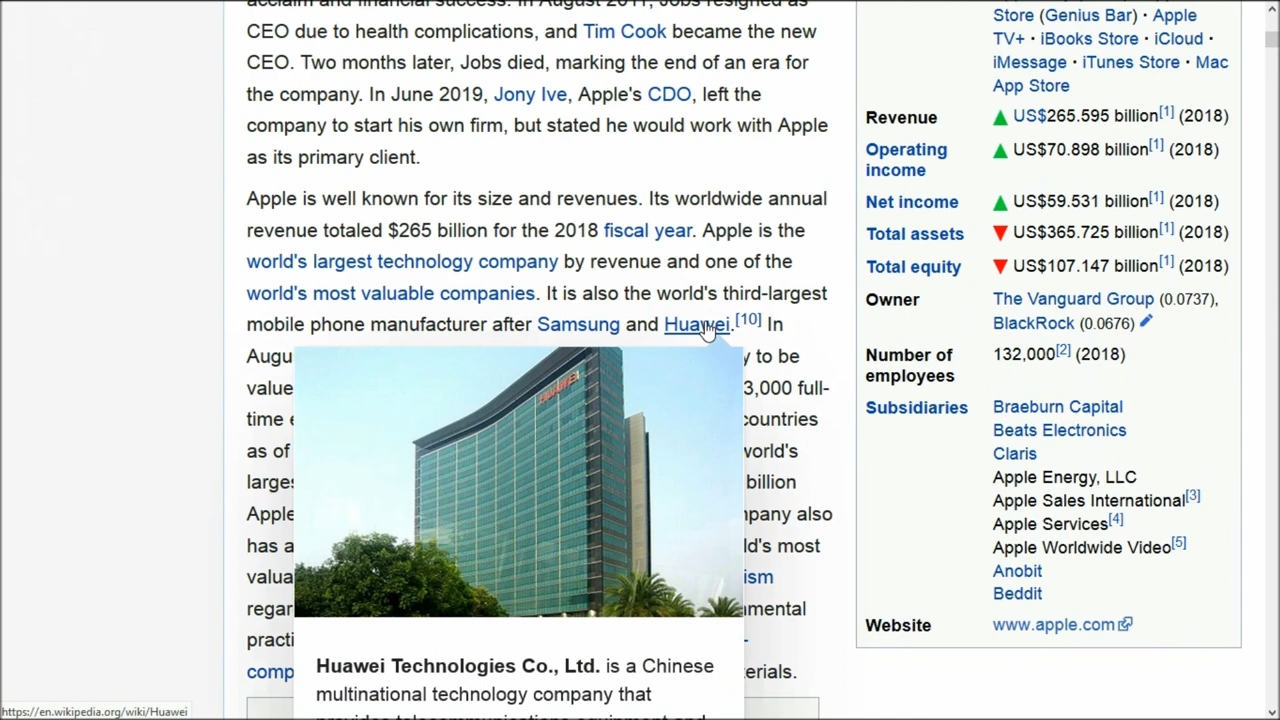 acclaim and financial success. In August 2011, Jobs resigned as
CEO due to health complications, and Tim Cook became the new
CEO. Two months later, Jobs died, marking the end of an era for
the company. In June 2019, Jony Ive, Apple's CDO, left the
company to start his own firm, but stated he would work with Apple
as its primary client.
Apple is well known for its size and revenues. Its worldwide annual
revenue totaled $265 billion for the 2018 fiscal year. Apple is the
world's largest technology company by revenue and one of the
world's most valuable companies. It is also the world's third-largest
mobile phone manufacturer after Samsung and Huawei.[10] In
Augu y to be
value 3,000 full-
time e countries
as of world's
larges billion
Apple mpany also
has a ld's most
valua ism
regar nmental
practi -
comp erials.
HUAWEI
Huawei Technologies Co., Ltd. is a Chinese
multinational technology company that
provides telecommunications equipment and
Store (Genius Bar) · Apple
TV+ · iBooks Store · iCloud ·
iMessage · iTunes Store · Mac
App Store
Revenue ▲ US$265.595 billion[1] (2018)
Operating income ▲ US$70.898 billion[1] (2018)
Net income ▲ US$59.531 billion[1] (2018)
Total assets ▼ US$365.725 billion[1] (2018)
Total equity ▼ US$107.147 billion[1] (2018)
Owner The Vanguard Group (0.0737),
BlackRock (0.0676)
Number of employees 132,000[2] (2018)
Subsidiaries Braeburn Capital
Beats Electronics
Claris
Apple Energy, LLC
Apple Sales International[3]
Apple Services[4]
Apple Worldwide Video[5]
Anobit
Beddit
Website www.apple.com
https://en.wikipedia.org/wiki/Huawei